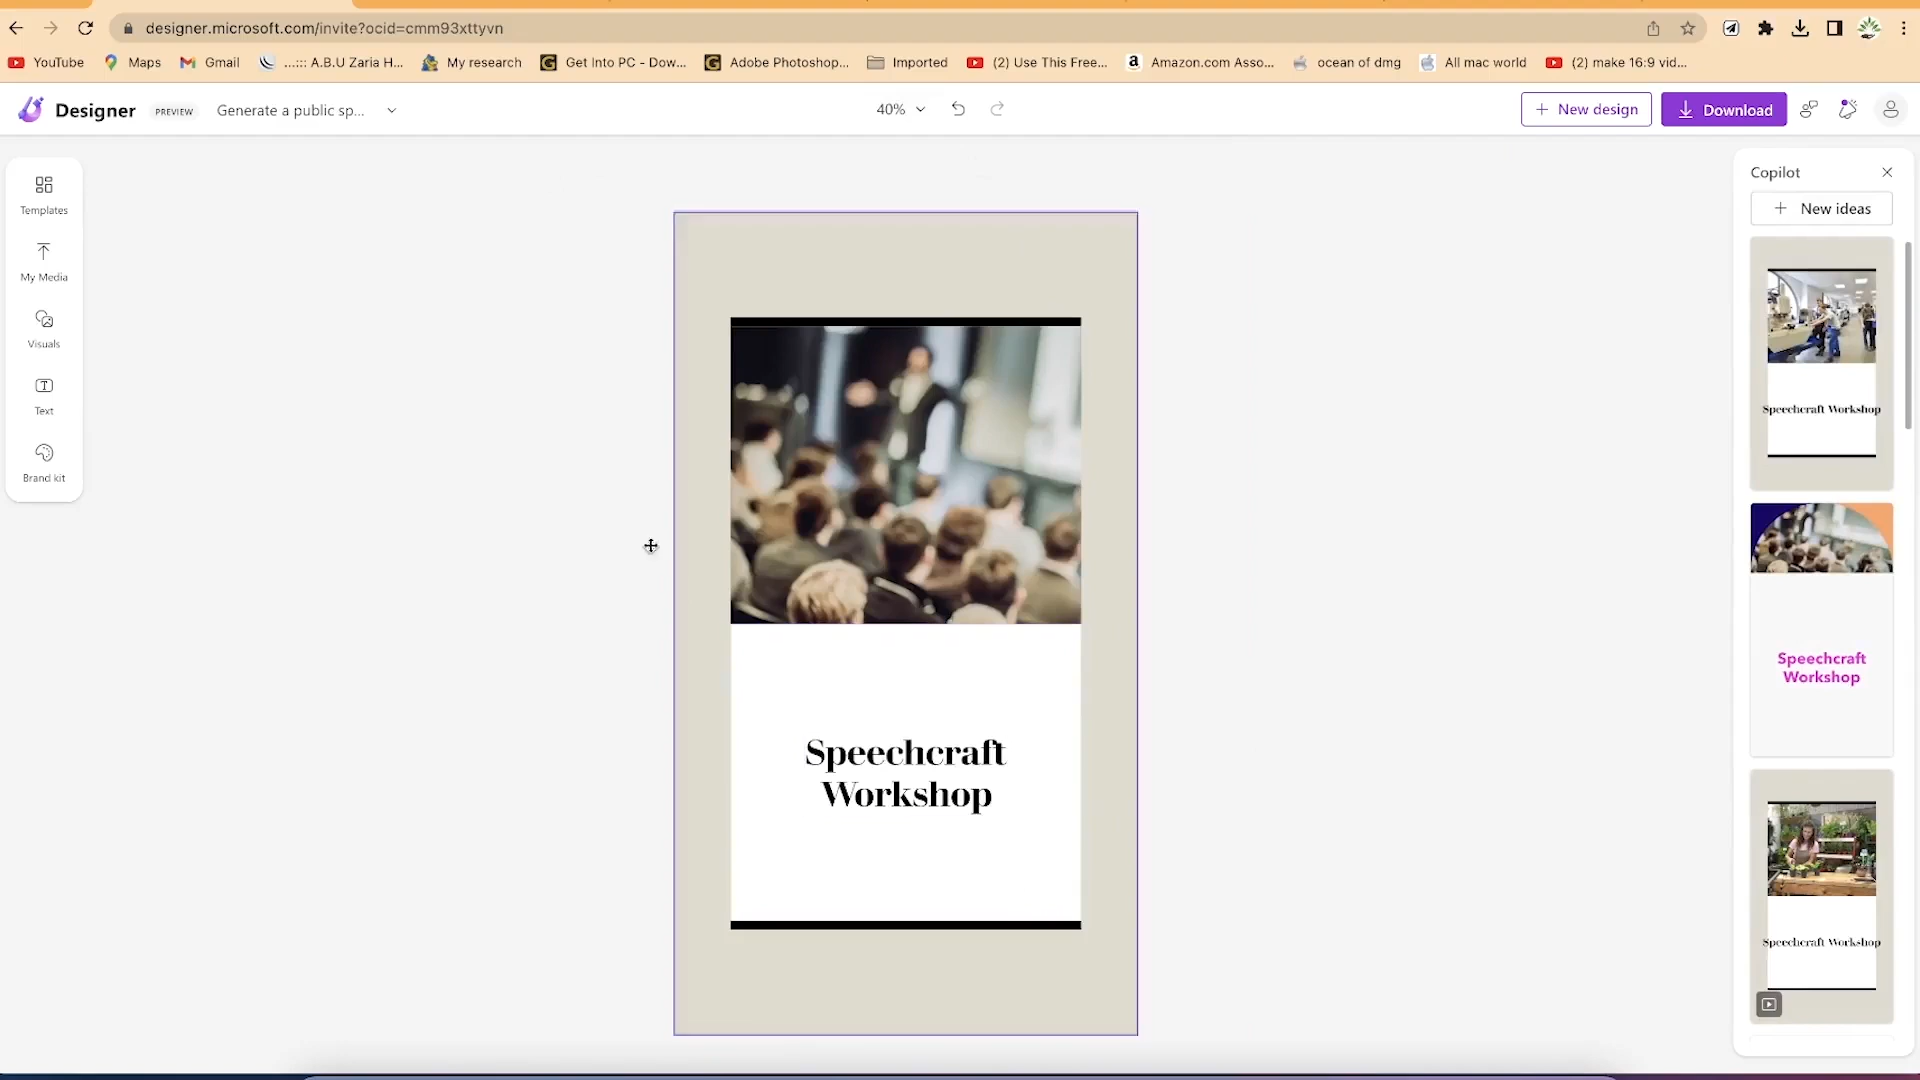 designer.microsoft.com/invite?ocid=cmm93xttyvn
YouTube
Maps
Gmail
...::: A.B.U Zaria H...
My research
Get Into PC - Dow...
Adobe Photoshop...
Imported
(2) Use This Free...
Amazon.com Asso...
ocean of dmg
All mac world
(2) make 16:9 vid...
Designer
PREVIEW
Generate a public sp...
40%
New design
Download
Templates
My Media
Visuals
Text
Brand kit
Speechcraft
Workshop
Copilot
New ideas
Speechcraft Workshop
Speechcraft
Workshop
Speechcraft Workshop